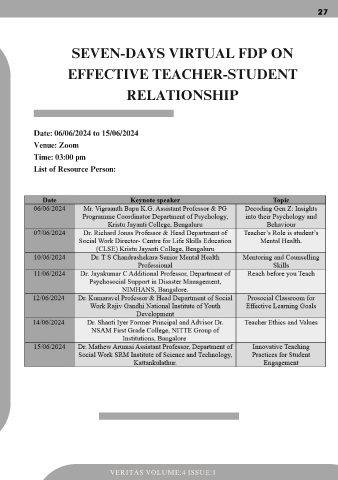 27
SEVEN-DAYS VIRTUAL FDP ON
EFFECTIVE TEACHER-STUDENT
RELATIONSHIP
Date: 06/06/2024 to 15/06/2024
Venue: Zoom
Time: 03:00 pm
List of Resource Person:
Date Keynote speaker Topic
06/06/2024 Mr. Vignanth Bapu K.G. Assistant Professor & PG Decoding Gen Z: Insights
Programme Coordinator Department of Psychology, into their Psychology and
Kristu Jayanti College, Bengaluru Behaviour
07/06/2024 Dr. Richard Jonas Professor & Head Department of Teacher's Role is student's
Social Work Director- Centre for Life Skills Education Mental Health.
(CLSE) Kristu Jayanti College, Bengaluru
10/06/2024 Dr. T S Chandrashekara Senior Mental Health Mentoring and Counselling
Professional Skills
11/06/2024 Dr. Jayakumar C Additional Professor, Department of Reach before you Teach
Psychosocial Support in Disaster Management,
NIMHANS, Bangalore.
12/06/2024 Dr. Kumaravel Professor & Head Department of Social Prosocial Classroom for
Work Rajiv Gandhi National Institute of Youth Effective Learning Goals
Development
14/06/2024 Dr. Shanti Iyer Former Principal and Advisor Dr. Teacher Ethics and Values
NSAM First Grade College, NITTE Group of
Institutions, Bangalore
15/06/2024 Dr. Mathew Arumai Assistant Professor, Department of Innovative Teaching
Social Work SRM Institute of Science and Technology, Practices for Student
Kattankulathur. Engagement
VERITAS VOLUME:4 ISSUE:1